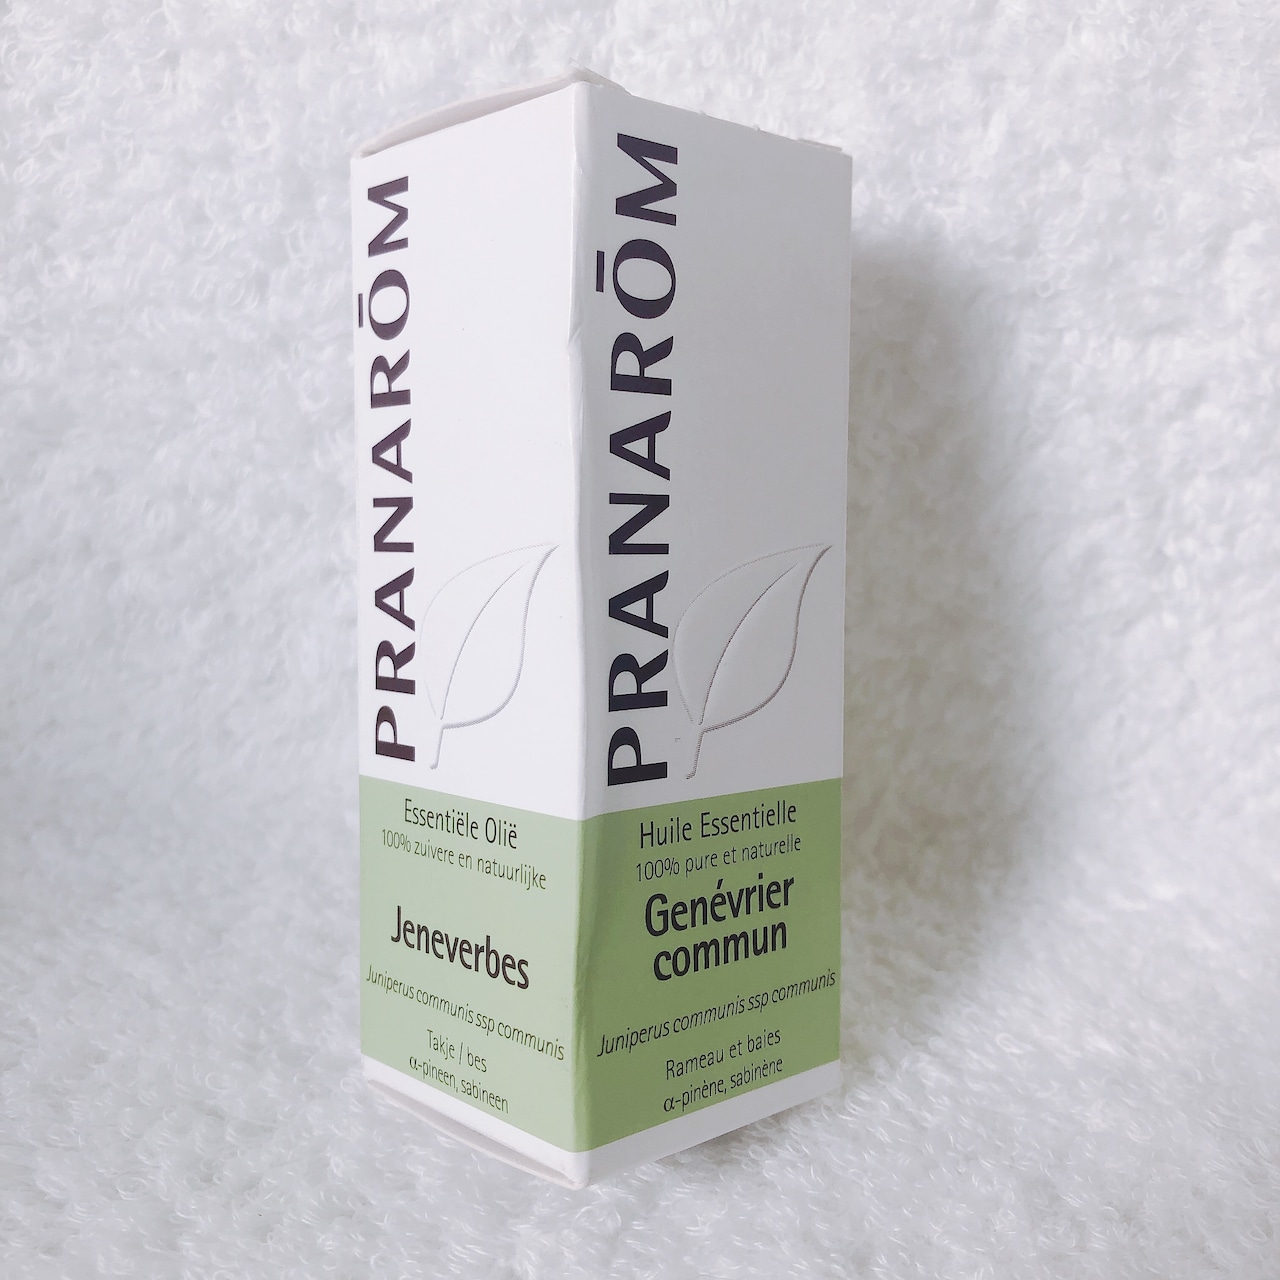 PRANARŌM
Essentiële Olië
100% zuivere en natuurlijke
Jeneverbes
Juniperus communis ssp communis
Takje / bes
α-pineen, sabineen
PRANARŌM
Huile Essentielle
100% pure et naturelle
Genévrier
commun
Juniperus communis ssp communis
Rameau et baies
α-pinène, sabinène